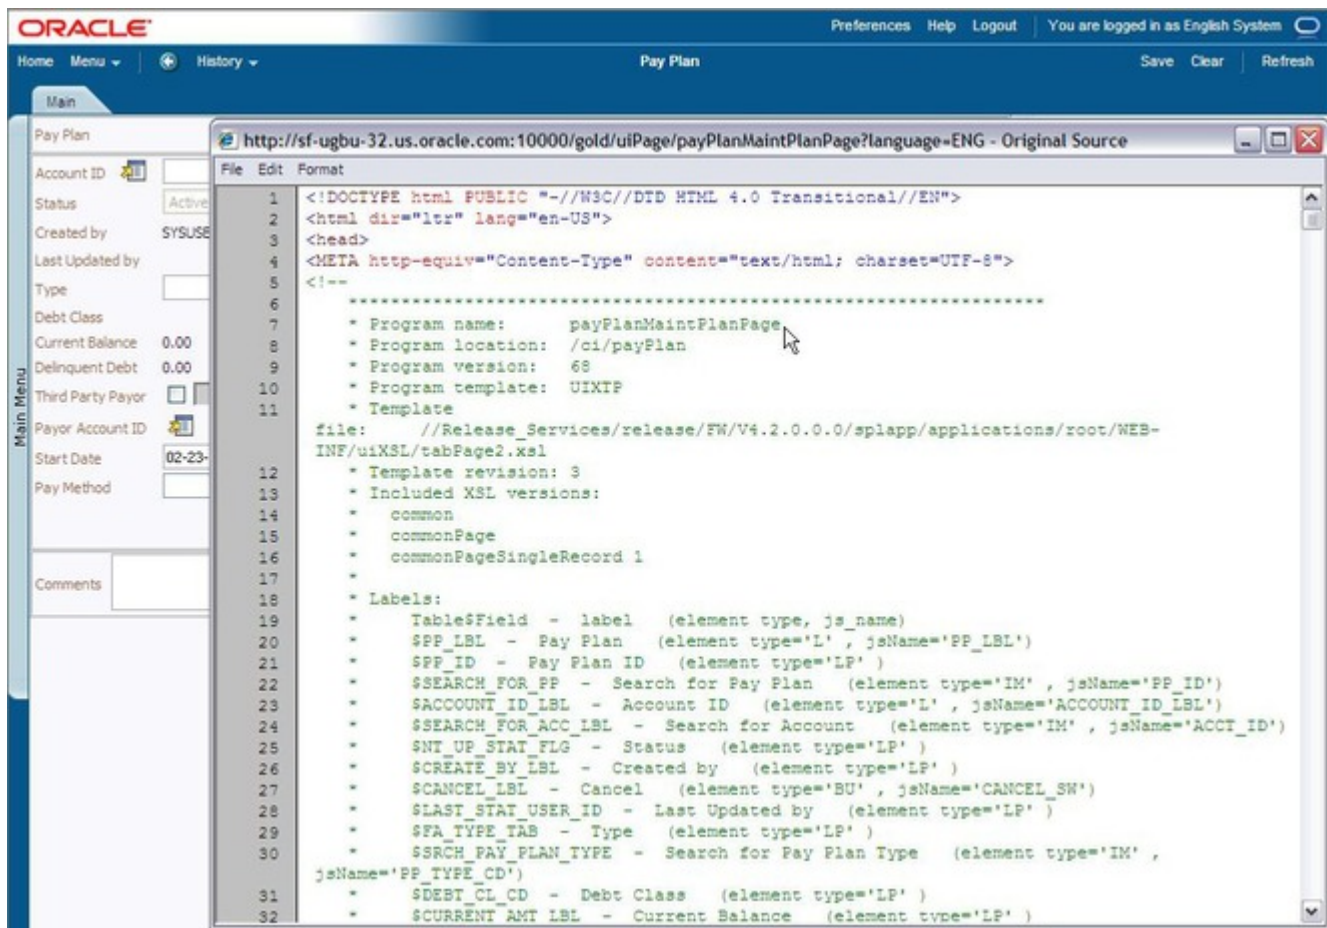 ORACLE
Preferences Help Logout You are logged in as English System
Home Menu History Pay Plan Save Clear Refresh
Main
Main Menu
Pay Plan
Account ID
Status Active
Created by SYSUSE
Last Updated by
Type
Debt Class
Current Balance 0.00
Delinquent Debt 0.00
Third Party Payor
Payor Account ID
Start Date 02-23-
Pay Method
Comments
http://sf-ugbu-32.us.oracle.com:10000/gold/uiPage/payPlanMaintPlanPage?language=ENG - Original Source
File Edit Format
1 <!DOCTYPE html PUBLIC "-//W3C//DTD HTML 4.0 Transitional//EN">
2 <html dir="ltr" lang="en-US">
3 <head>
4 <META http-equiv="Content-Type" content="text/html; charset=UTF-8">
5 <!--
6 ******************************************************************
7 * Program name: payPlanMaintPlanPage
8 * Program location: /ci/payPlan
9 * Program version: 68
10 * Program template: UIXTP
11 * Template
file: //Release_Services/release/FW/V4.2.0.0.0/splapp/applications/root/WEB-
INF/uiXSL/tabPage2.xsl
12 * Template revision: 3
13 * Included XSL versions:
14 * common
15 * commonPage
16 * commonPageSingleRecord 1
17 *
18 * Labels:
19 * Table$Field - label (element type, js_name)
20 * $PP_LBL - Pay Plan (element type='L' , jsName='PP_LBL')
21 * $PP_ID - Pay Plan ID (element type='LP' )
22 * $SEARCH_FOR_PP - Search for Pay Plan (element type='IM' , jsName='PP_ID')
23 * $ACCOUNT_ID_LBL - Account ID (element type='L' , jsName='ACCOUNT_ID_LBL')
24 * $SEARCH_FOR_ACC_LBL - Search for Account (element type='IM' , jsName='ACCT_ID')
25 * $NT_UP_STAT_FLG - Status (element type='LP' )
26 * $CREATE_BY_LBL - Created by (element type='LP' )
27 * $CANCEL_LBL - Cancel (element type='BU' , jsName='CANCEL_SW')
28 * $LAST_STAT_USER_ID - Last Updated by (element type='LP' )
29 * $FA_TYPE_TAB - Type (element type='LP' )
30 * $SRCH_PAY_PLAN_TYPE - Search for Pay Plan Type (element type='IM' ,
jsName='PP_TYPE_CD')
31 * $DEBT_CL_CD - Debt Class (element type='LP' )
32 * $CURRENT_AMT_LBL - Current Balance (element type='LP' )